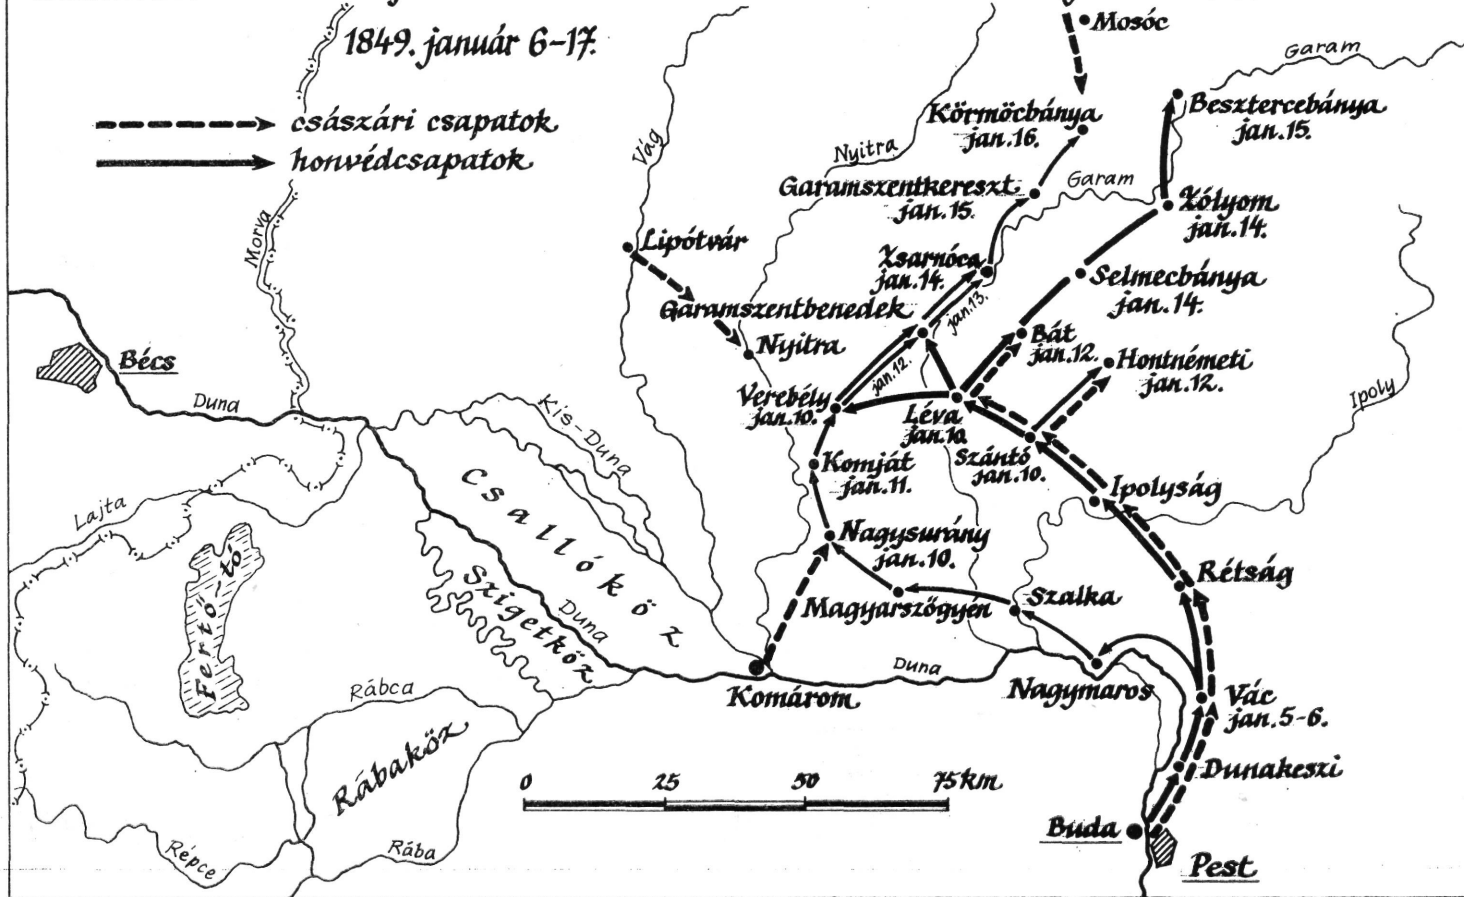 1849. január 6-17.
császári csapatok
honvédcsapatok
Mosóc
Garam
Körmöcbánya
jan. 16.
Besztercebánya
jan. 15.
Vág
Nyitra
Garamszentkereszt
jan. 15.
Garam
Zólyom
jan. 14.
Morva
Lipótvár
Zsarnóca
jan. 14.
Selmecbánya
jan. 14.
Garamszentbenedek
jan. 13.
Nyitra
Bát
jan. 12.
Hontnémeti
jan. 12.
Bécs
Duna
jan. 12.
Verebély
jan. 10.
Léva
jan. 10.
Ipoly
Kis-Duna
Komját
jan. 11.
Szántó
jan. 10.
Ipolyság
Csallóköz
Lajta
Nagysurány
jan. 10.
Fertő-tó
Szigetköz
Duna
Magyarszőgyén
Szalka
Rétság
Rábca
Komárom
Duna
Nagymaros
Vác
jan. 5-6.
Rábaköz
0 25 50 75 km
Dunakeszi
Buda
Pest
Répce
Rába